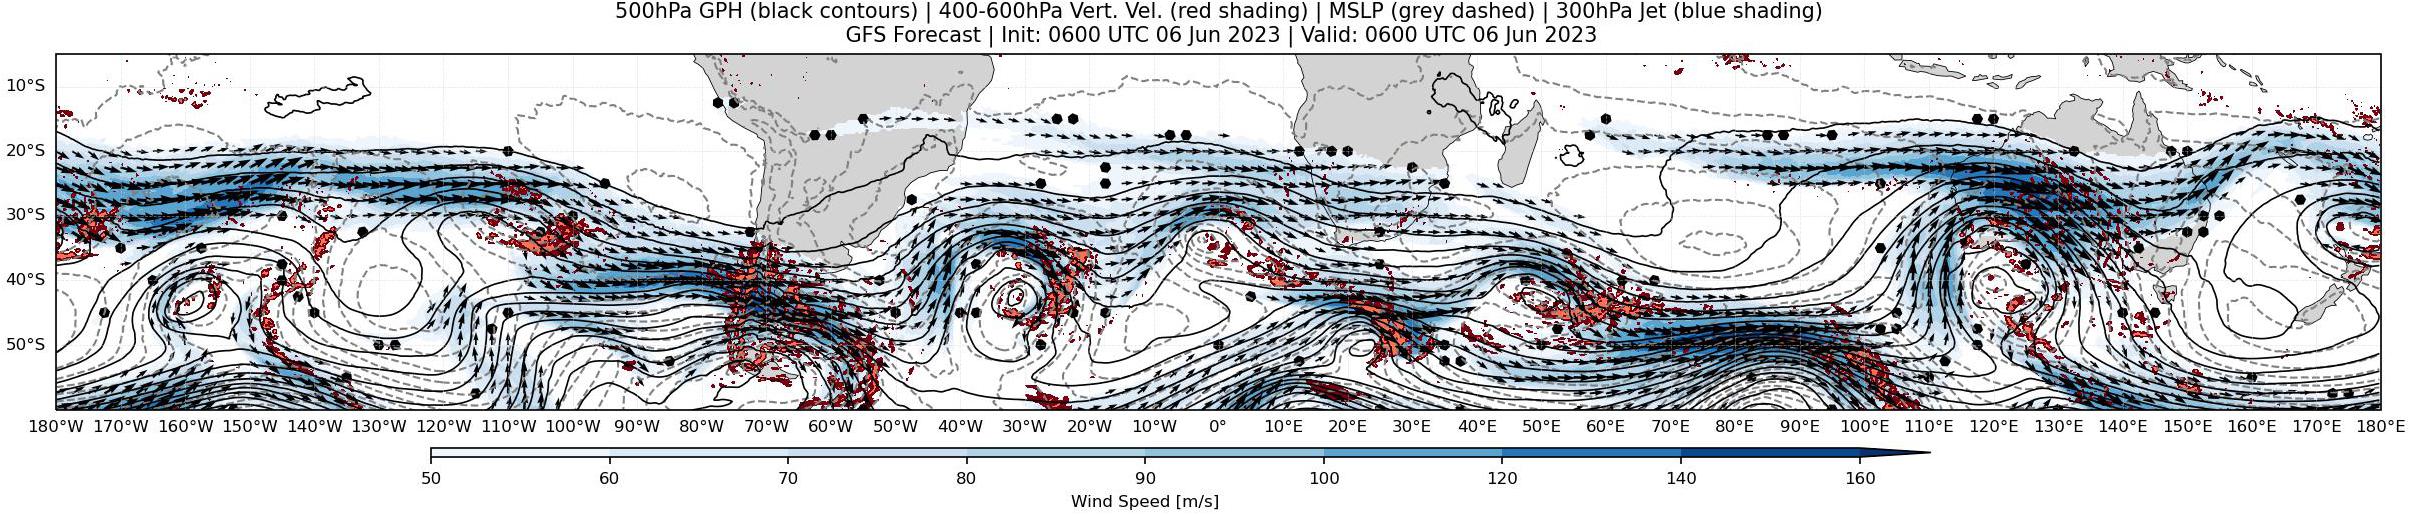 500hPa GPH (black contours) | 400-600hPa Vert. Vel. (red shading) | MSLP (grey dashed) | 300hPa Jet (blue shading)
GFS Forecast | Init: 0600 UTC 06 Jun 2023 | Valid: 0600 UTC 06 Jun 2023
10°S
20°S
30°S
40°S
50°S
180°W 170°W 160°W 150°W 140°W 130°W 120°W 110°W 100°W 90°W 80°W 70°W 60°W 50°W 40°W 30°W 20°W 10°W 0° 10°E 20°E 30°E 40°E 50°E 60°E 70°E 80°E 90°E 100°E 110°E 120°E 130°E 140°E 150°E 160°E 170°E 180°E
50 60 70 80 90 100 120 140 160
Wind Speed [m/s]